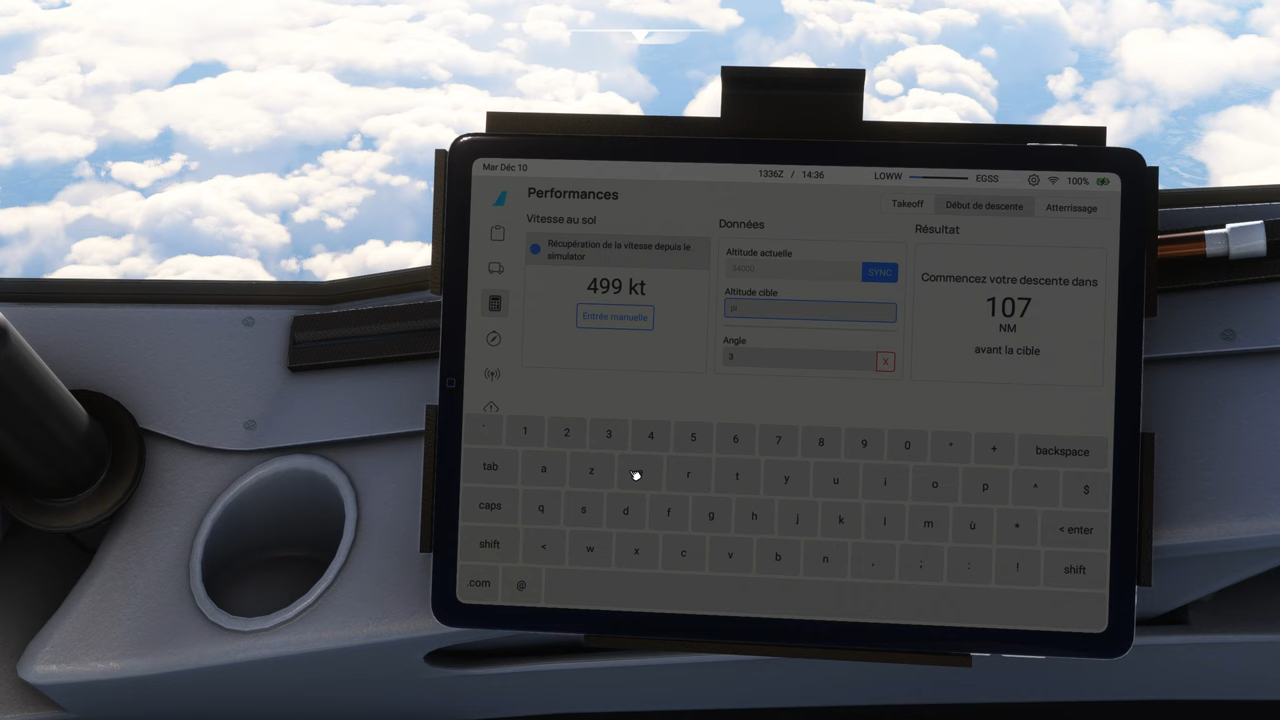 Mar Déc 10
1336Z / 14:36
LOWW
EGSS
100%
Performances
Takeoff
Début de descente
Atterrissage
Vitesse au sol
Récupération de la vitesse depuis le
simulator
499 kt
Entrée manuelle
Données
Altitude actuelle
34000
SYNC
Altitude cible
pi
Angle
3
X
Résultat
Commencez votre descente dans
107
NM
avant la cible
` 1 2 3 4 5 6 7 8 9 0 ° + backspace
tab a z r t y u i o p ^ $
caps q s d f g h j k l m ù * < enter
shift < w x c v b n , ; : ! shift
.com @